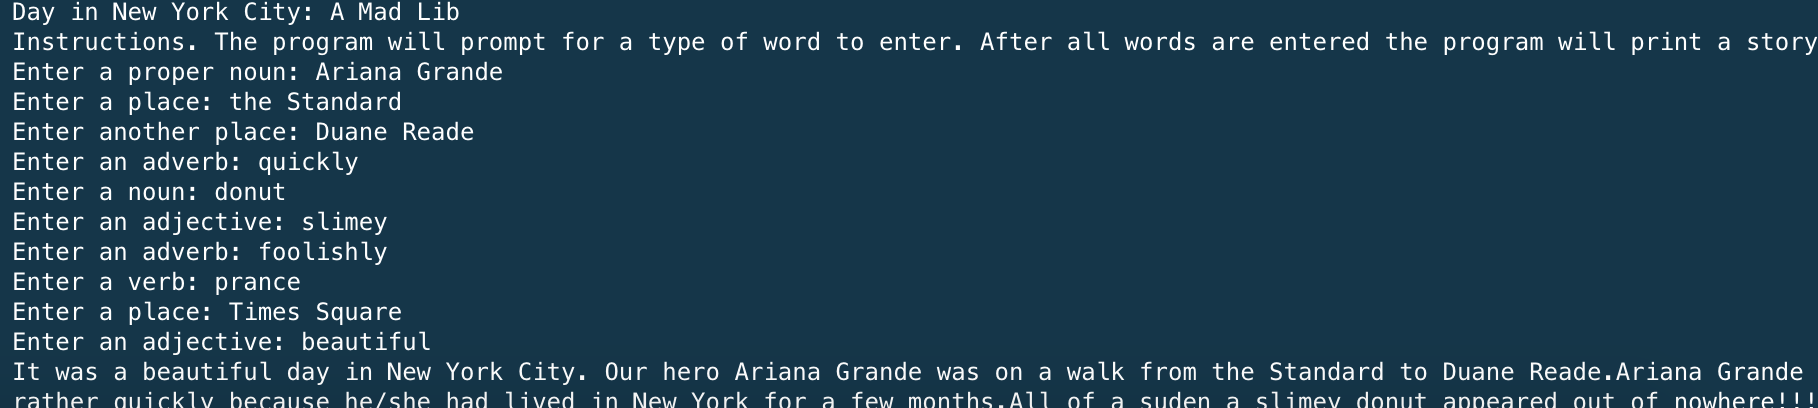 Day in New York City: A Mad Lib
Instructions. The program will prompt for a type of word to enter. After all words are entered the program will print a story
Enter a proper noun: Ariana Grande
Enter a place: the Standard
Enter another place: Duane Reade
Enter an adverb: quickly
Enter a noun: donut
Enter an adjective: slimey
Enter an adverb: foolishly
Enter a verb: prance
Enter a place: Times Square
Enter an adjective: beautiful
It was a beautiful day in New York City. Our hero Ariana Grande was on a walk from the Standard to Duane Reade.Ariana Grande
rather quickly because he/she had lived in New York for a few months.All of a suden a slimey donut appeared out of nowhere!!!